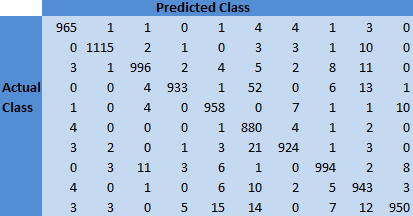 Predicted Class
965 1 1 0 1 4 4 1 3 0
0 1115 2 1 0 3 3 1 10 0
3 1 996 2 4 5 2 8 11 0
Actual 0 0 4 933 1 52 0 6 13 1
Class 1 0 4 0 958 0 7 1 1 10
4 0 0 0 1 880 4 1 2 0
3 2 0 1 3 21 924 1 3 0
0 3 11 3 6 1 0 994 2 8
4 0 1 0 6 10 2 5 943 3
3 3 0 5 15 14 0 7 12 950